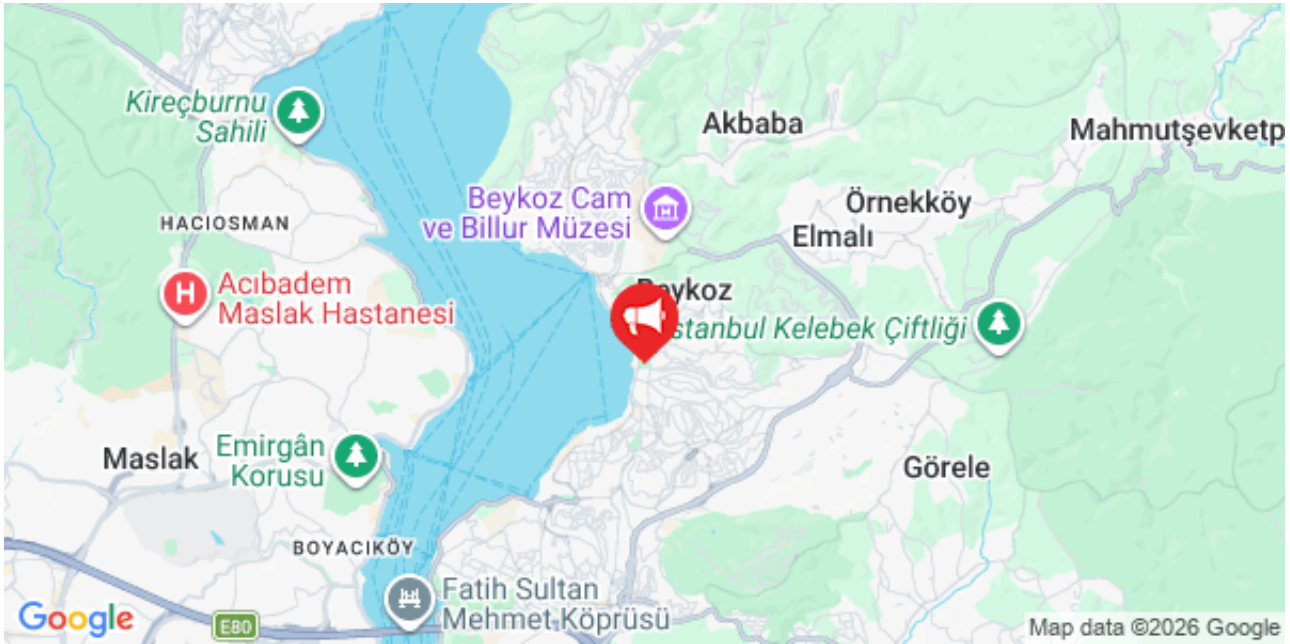 Kireçburnu
Sahili
Akbaba
Mahmutşevketp
Beykoz Cam
ve Billur Müzesi
Örnekköy
HACIOSMAN
Elmalı
Acıbadem
Maslak Hastanesi
H
Beykoz
stanbul Kelebek Çiftliği
Emirgân
Korusu
Maslak
Görele
BOYACIKÖY
Fatih Sultan
Mehmet Köprüsü
Google
E80
Map data ©2026 Google